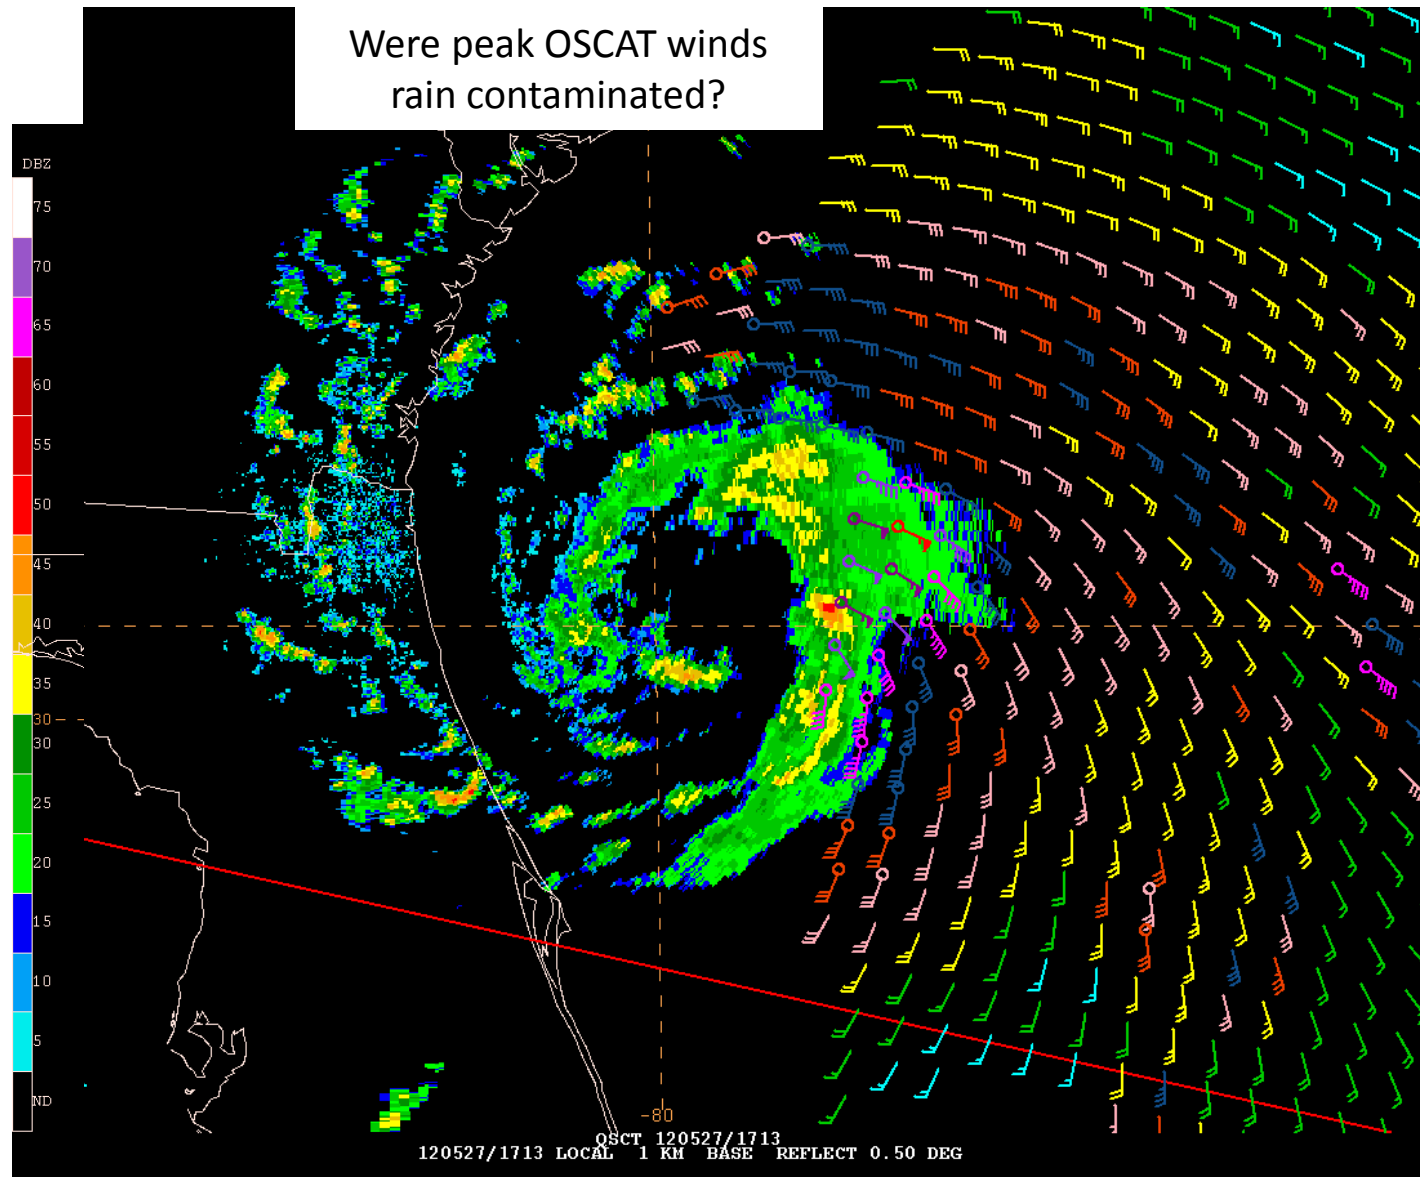 Were peak OSCAT winds
rain contaminated?
DBZ
75
70
65
60
55
50
45
40
35
30
30
25
20
15
10
5
ND
-80
QSCT 120527/1713
120527/1713 LOCAL 1 KM BASE REFLECT 0.50 DEG